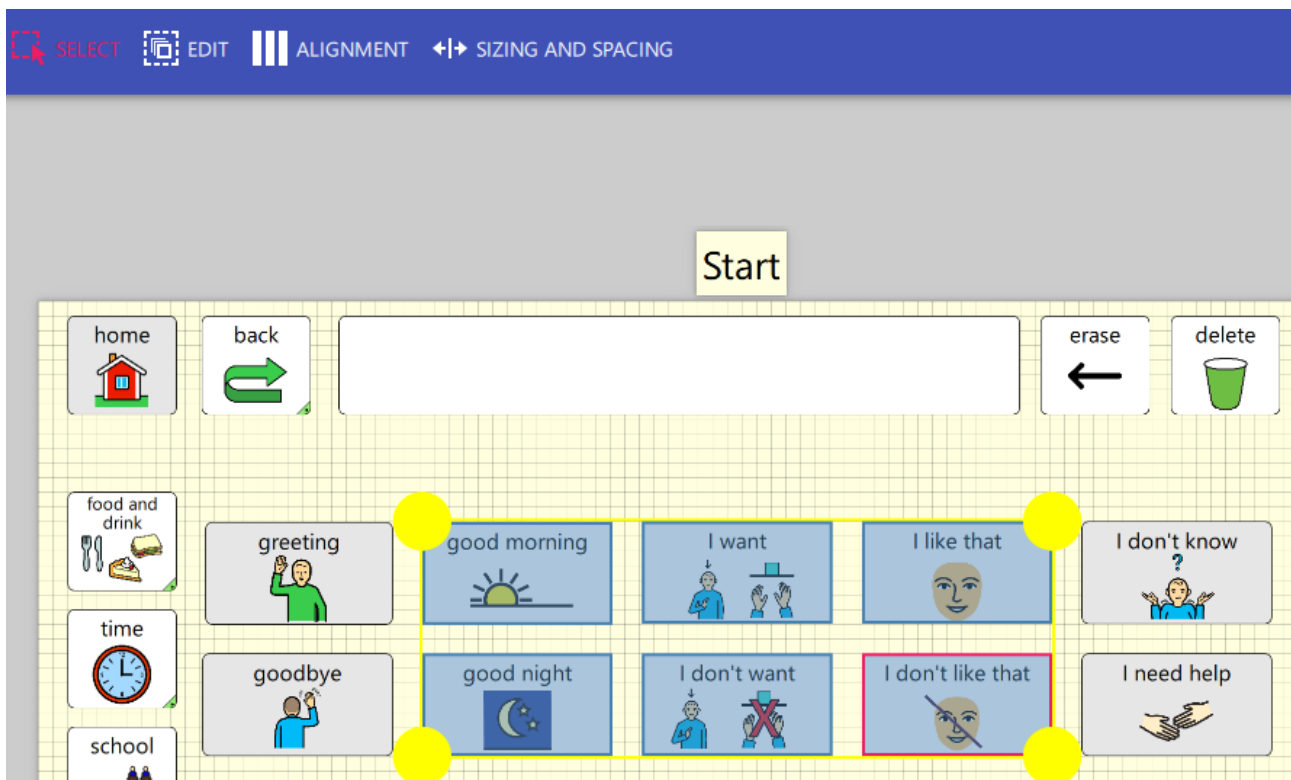 SELECT EDIT ALIGNMENT SIZING AND SPACING
Start
home back erase delete
food and
drink
greeting good morning I want I like that I don't know
?
time
goodbye good night I don't want I don't like that I need help
school